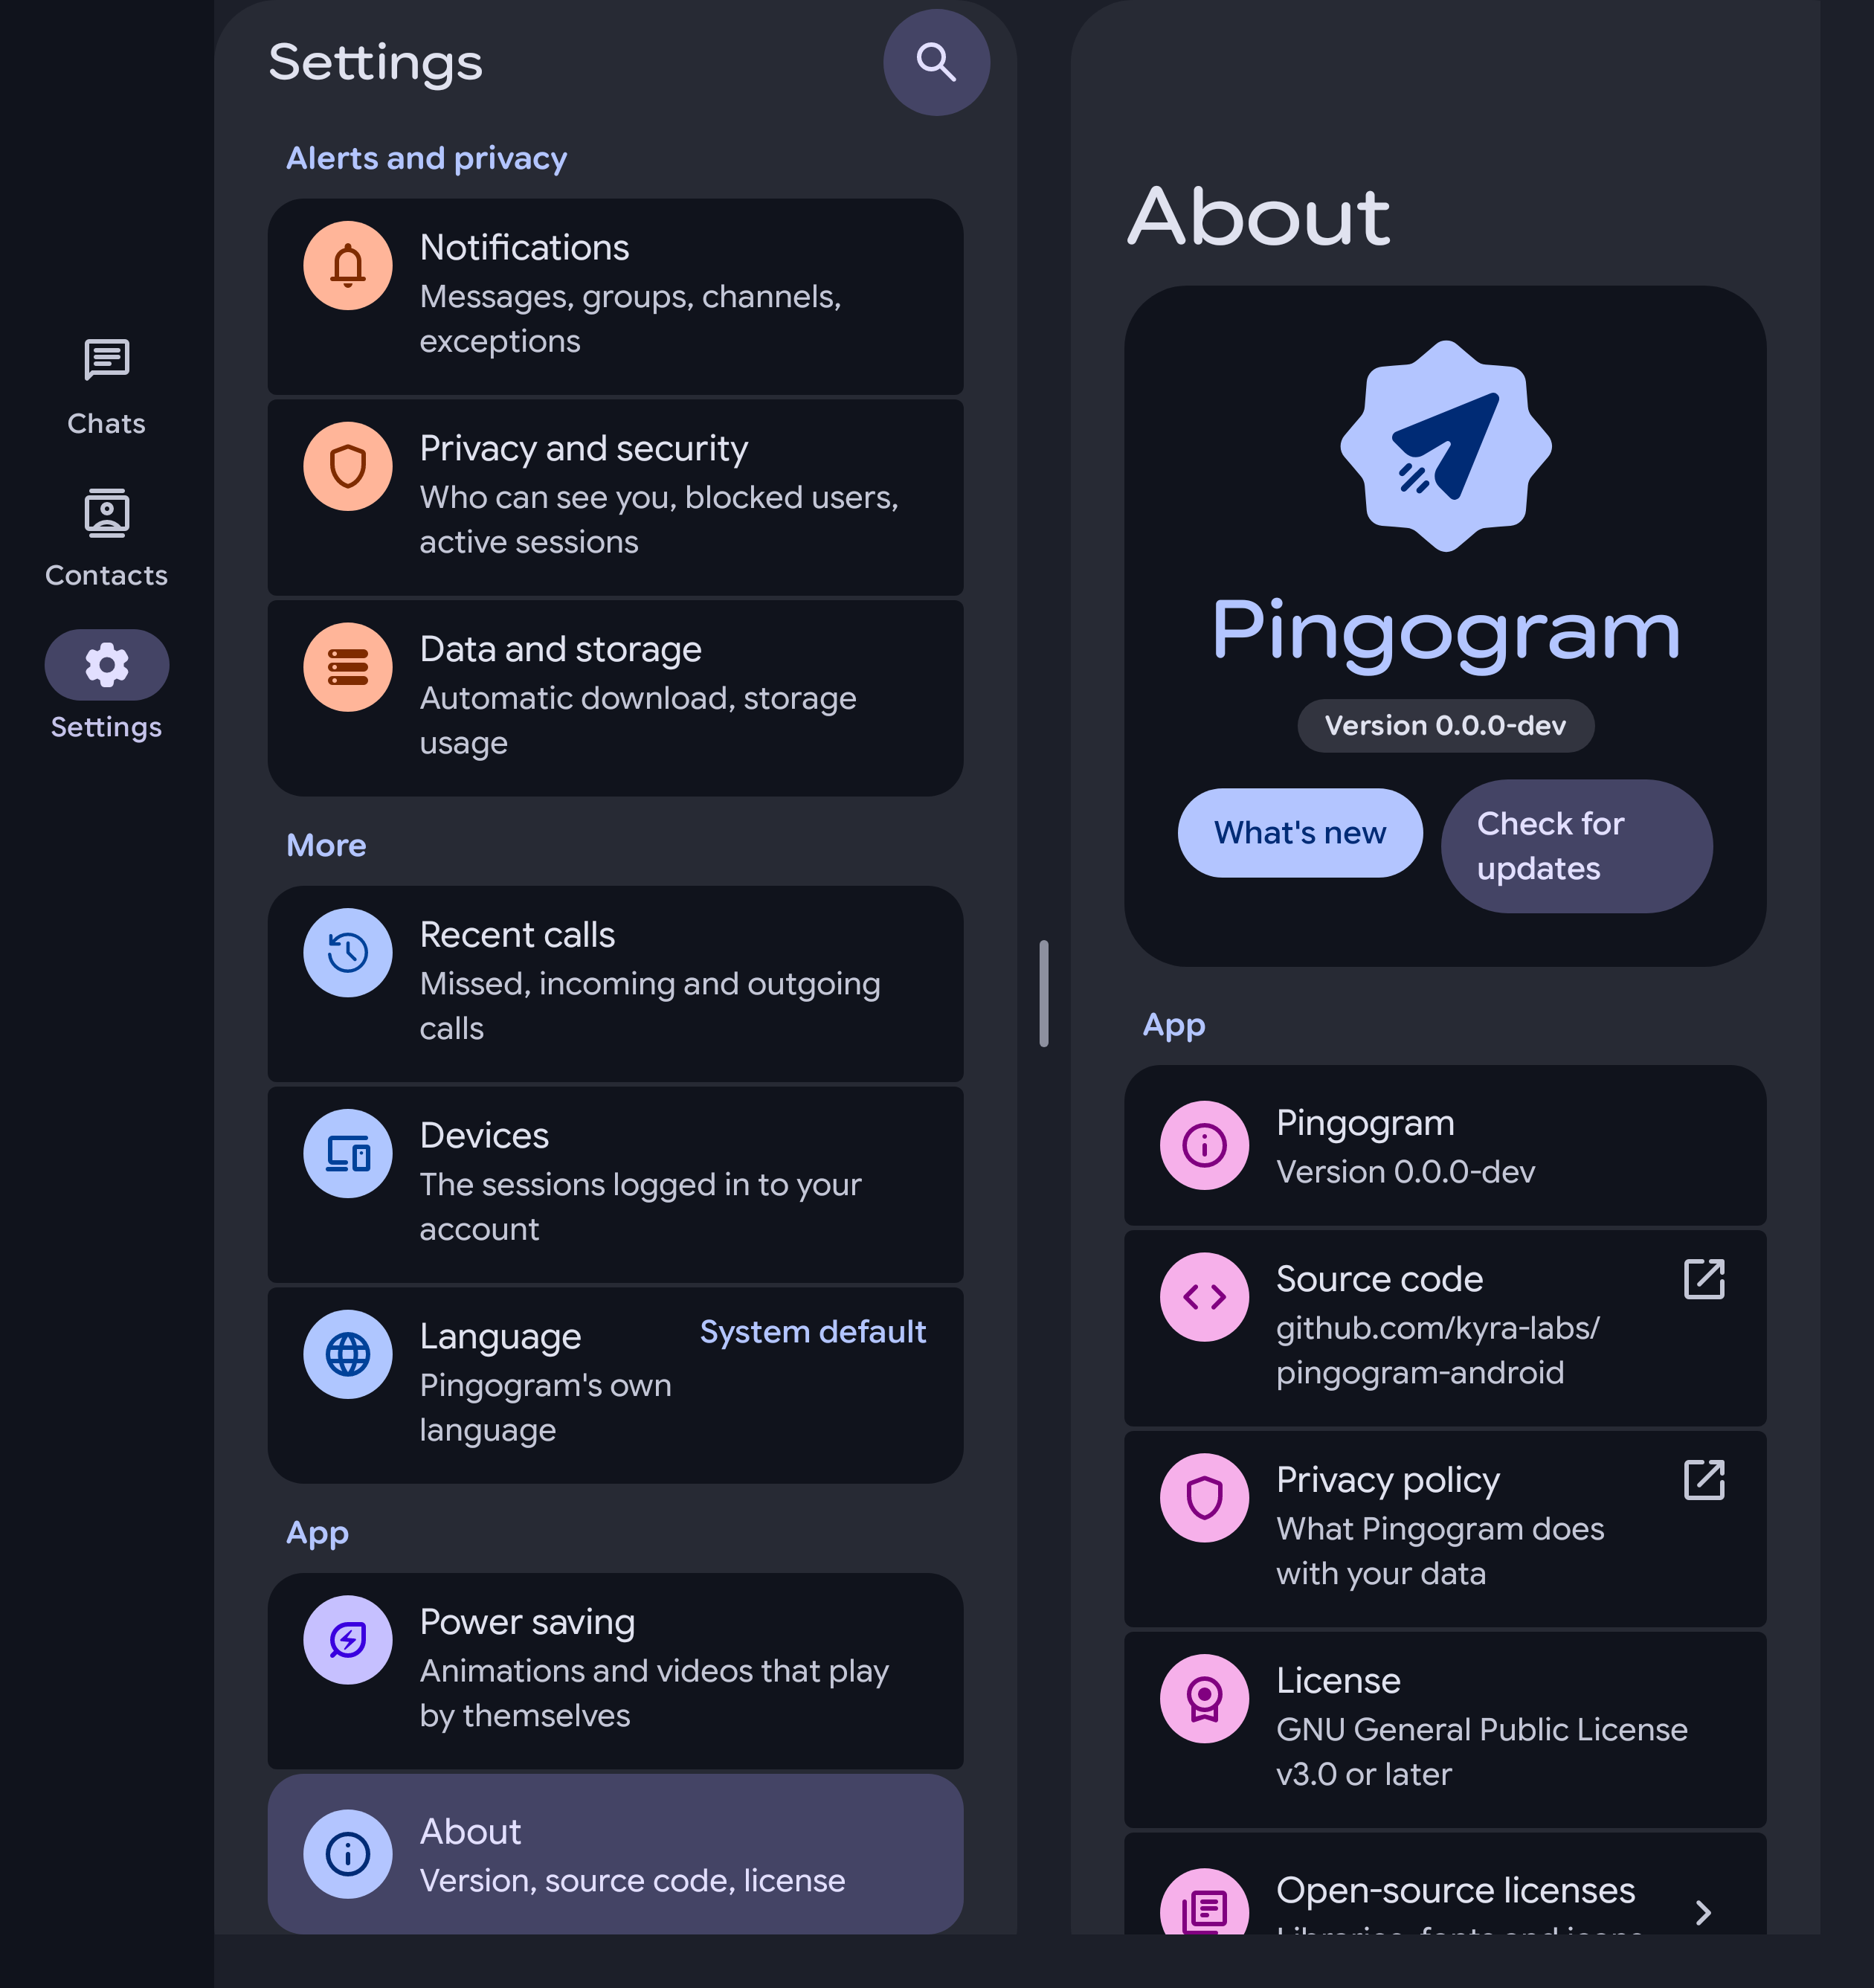 Chats
Contacts
Settings
Settings
Alerts and privacy
Notifications
Messages, groups, channels,
exceptions
Privacy and security
Who can see you, blocked users,
active sessions
Data and storage
Automatic download, storage
usage
More
Recent calls
Missed, incoming and outgoing
calls
Devices
The sessions logged in to your
account
Language
System default
Pingogram's own
language
App
Power saving
Animations and videos that play
by themselves
About
Version, source code, license
About
Pingogram
Version 0.0.0-dev
What's new
Check for
updates
App
Pingogram
Version 0.0.0-dev
Source code
github.com/kyra-labs/
pingogram-android
Privacy policy
What Pingogram does
with your data
License
GNU General Public License
v3.0 or later
Open-source licenses
Libraries, fonts and icons